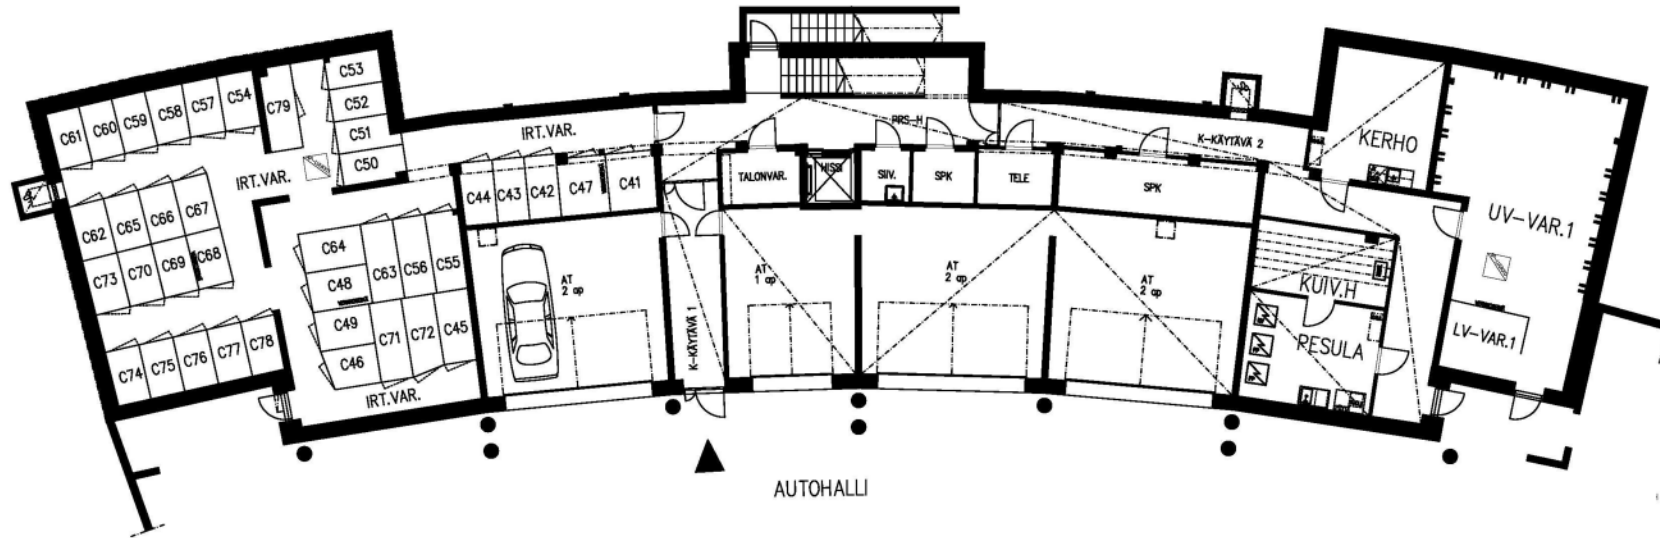 C61
C60
C59
C58
C57
C54
C79
C53
C52
C51
C50
IRT.VAR.
IRT.VAR.
C44
C43
C42
C47
C41
C62
C65
C66
C67
C73
C70
C69
C68
C64
C48
C63
C56
C55
C49
C46
C71
C72
C45
C74
C75
C76
C77
C78
IRT.VAR.
TALONVAR.
HISSI
SIIV.
SPK
TELE
PRS-H
K-KÄYTÄVÄ 2
SPK
KERHO
UV-VAR.1
LV-VAR.1
KUIV.H
PESULA
AT
2 ap
K-KÄYTÄVÄ 1
AT
1 ap
AT
2 ap
AT
2 ap
AUTOHALLI